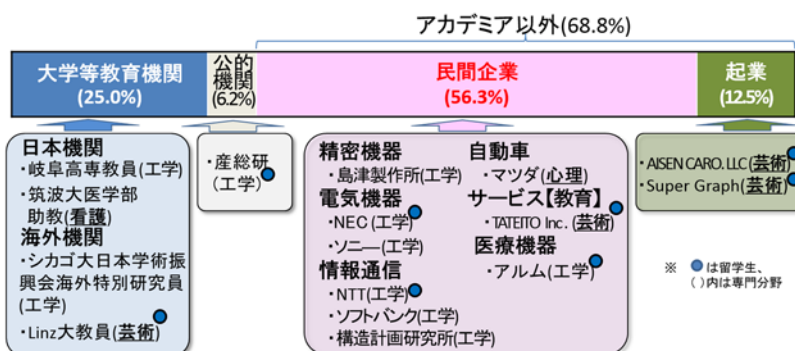 アカデミア以外(68.8%)
大学等教育機関
(25.0%)
公的
機関
(6.2%)
民間企業
(56.3%)
起業
(12.5%)
日本機関
・岐阜高専教員(工学)
・筑波大医学部
助教(看護)
海外機関
・シカゴ大日本学術振
興会海外特別研究員
(工学)
・Linz大教員(芸術)
・産総研
(工学)
精密機器
・島津製作所(工学)
電気機器
・NEC(工学)
・ソニー(工学)
情報通信
・NTT(工学)
・ソフトバンク(工学)
・構造計画研究所(工学)
自動車
・マツダ(心理)
サービス【教育】
・TATEITO Inc.(芸術)
医療機器
・アルム(工学)
・AISEN CARO. LLC(芸術)
・Super Graph(芸術)
※ ●は留学生、
( )内は専門分野